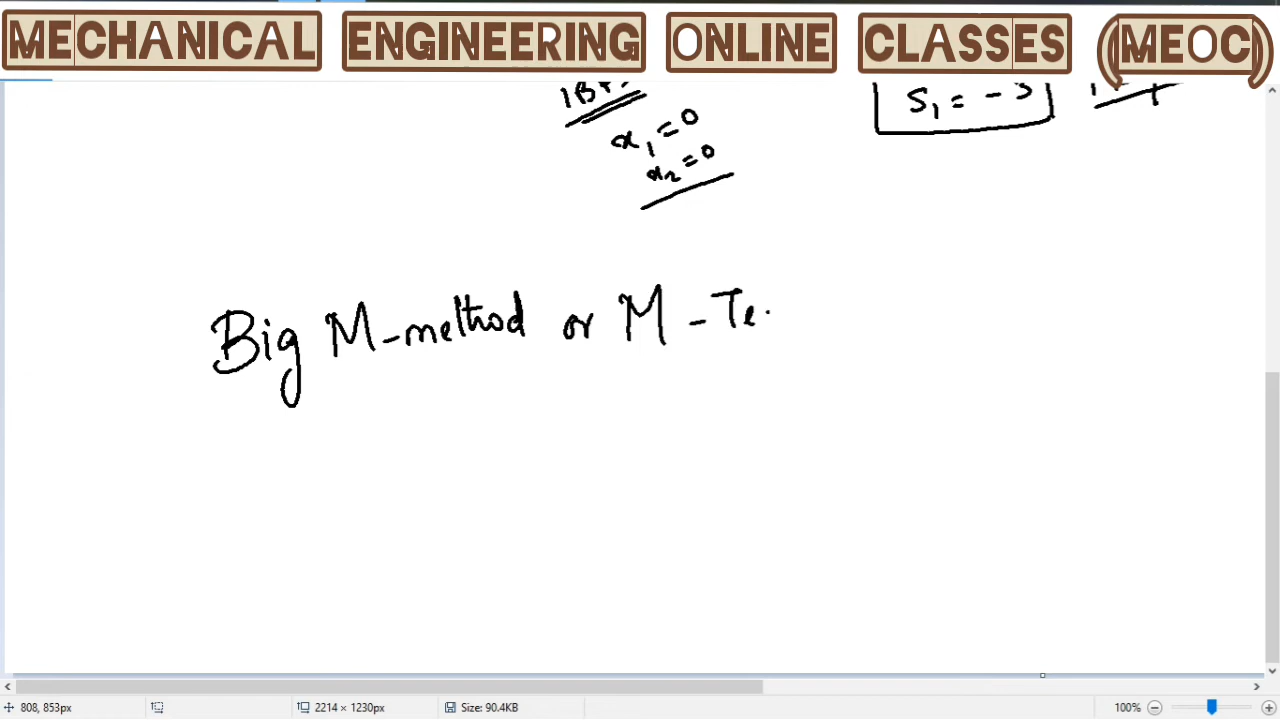 MECHANICAL ENGINEERING ONLINE CLASSES (MEOC)
S₁ = -3
x₁ = 0
x₂ = 0
Big M-method or M-Te.
808, 853px 2214 × 1230px Size: 90.4KB 100%